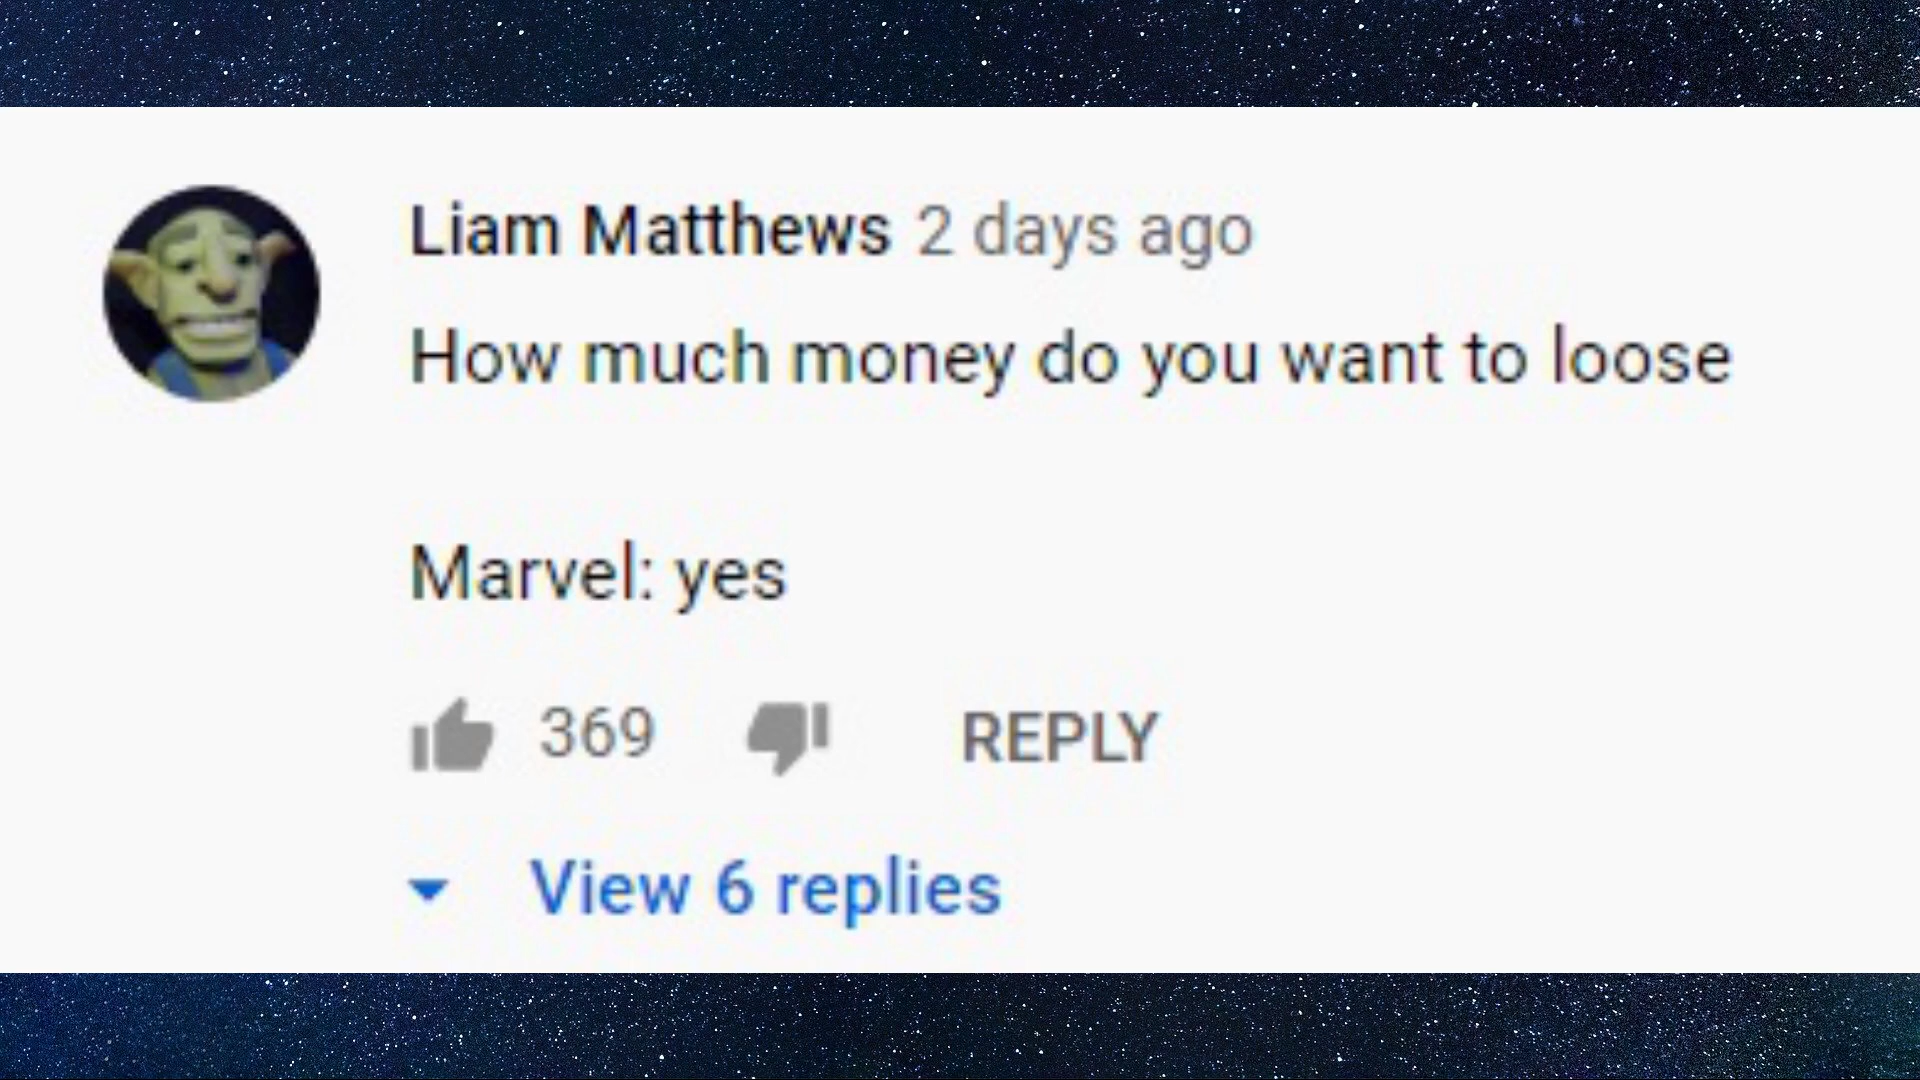 Liam Matthews 2 days ago
How much money do you want to loose
Marvel: yes
369 REPLY
View 6 replies